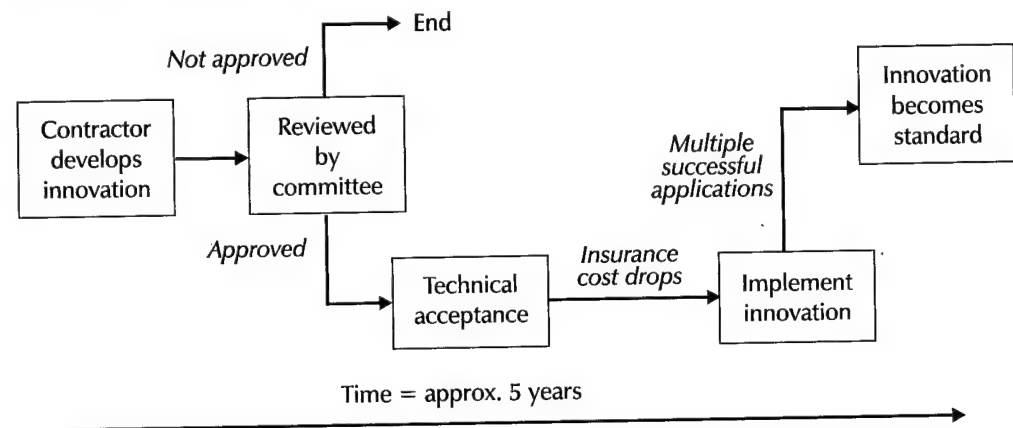 End
Not approved
Contractor
develops
innovation
Reviewed
by
committee
Approved
Technical
acceptance
Insurance
cost drops
Implement
innovation
Multiple
successful
applications
Innovation
becomes
standard
Time = approx. 5 years